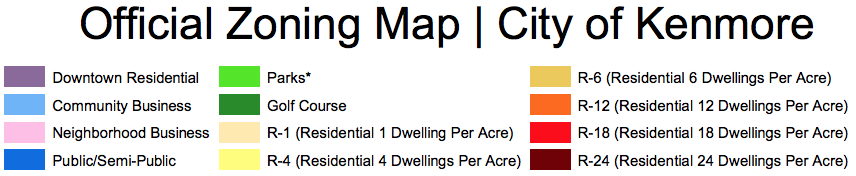 Official Zoning Map | City of Kenmore
Downtown Residential
Community Business
Neighborhood Business
Public/Semi-Public
Parks*
Golf Course
R-1 (Residential 1 Dwelling Per Acre)
R-4 (Residential 4 Dwellings Per Acre)
R-6 (Residential 6 Dwellings Per Acre)
R-12 (Residential 12 Dwellings Per Acre)
R-18 (Residential 18 Dwellings Per Acre)
R-24 (Residential 24 Dwellings Per Acre)